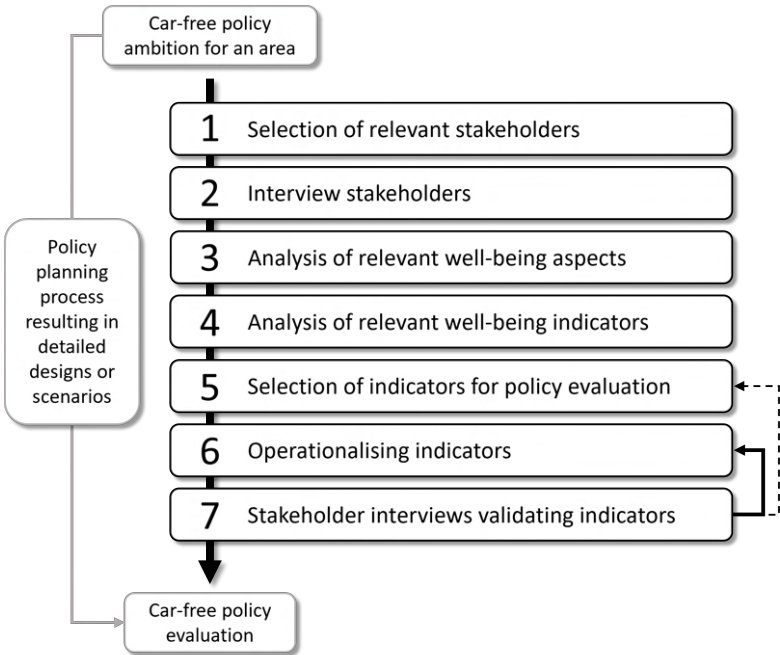 Car-free policy
ambition for an area
1 Selection of relevant stakeholders
2 Interview stakeholders
3 Analysis of relevant well-being aspects
4 Analysis of relevant well-being indicators
5 Selection of indicators for policy evaluation
6 Operationalising indicators
7 Stakeholder interviews validating indicators
Policy
planning
process
resulting in
detailed
designs or
scenarios
Car-free policy
evaluation